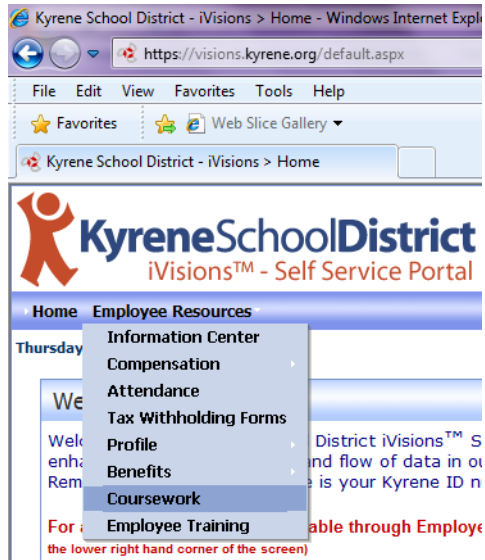 Kyrene School District - iVisions > Home - Windows Internet Expl
https://visions.kyrene.org/default.aspx
File Edit View Favorites Tools Help
Favorites Web Slice Gallery
Kyrene School District - iVisions > Home
KyreneSchoolDistrict
iVisions™ - Self Service Portal
Home Employee Resources
Thursday
Information Center
Compensation
Attendance
Tax Withholding Forms
Profile
Benefits
Coursework
Employee Training
We
Welc District iVisions™ S
enha and flow of data in ou
Rem e is your Kyrene ID n
For a able through Employe
the lower right hand corner of the screen)